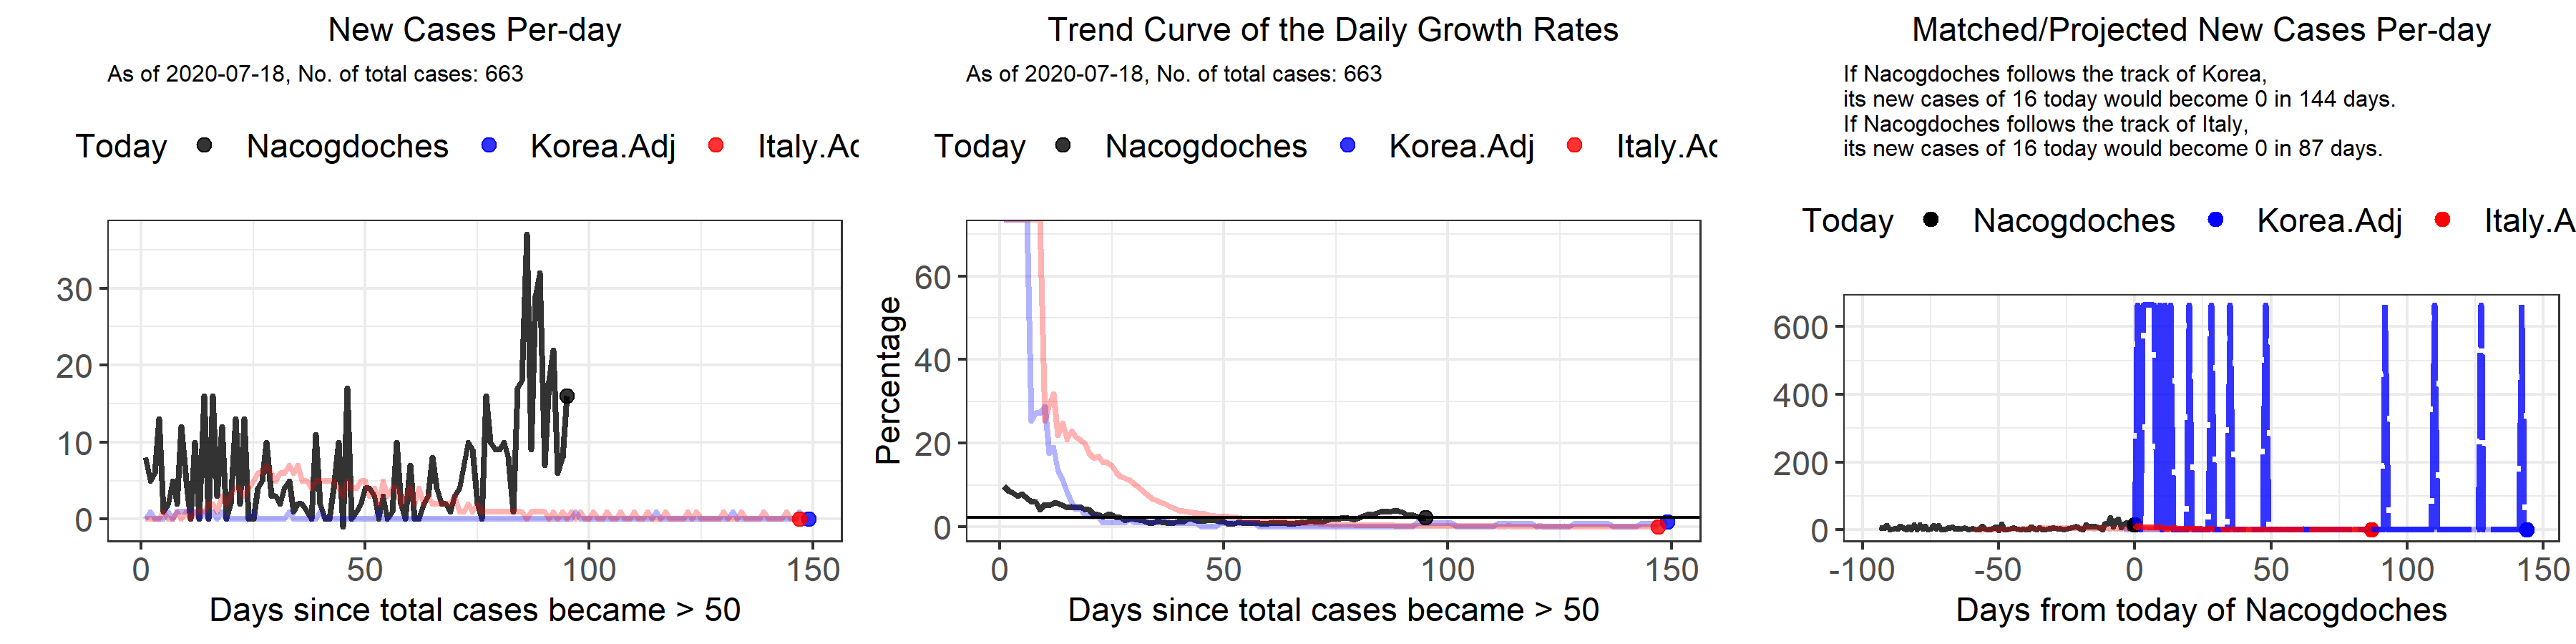 New Cases Per-day
As of 2020-07-18, No. of total cases: 663
Today Nacogdoches Korea.Adj Italy.Ac
30
20
10
0
0 50 100 150
Days since total cases became > 50
Trend Curve of the Daily Growth Rates
As of 2020-07-18, No. of total cases: 663
Today Nacogdoches Korea.Adj Italy.Ac
Percentage
60
40
20
0
0 50 100 150
Days since total cases became > 50
Matched/Projected New Cases Per-day
If Nacogdoches follows the track of Korea,
its new cases of 16 today would become 0 in 144 days.
If Nacogdoches follows the track of Italy,
its new cases of 16 today would become 0 in 87 days.
Today Nacogdoches Korea.Adj Italy.A
600
400
200
0
-100 -50 0 50 100 150
Days from today of Nacogdoches